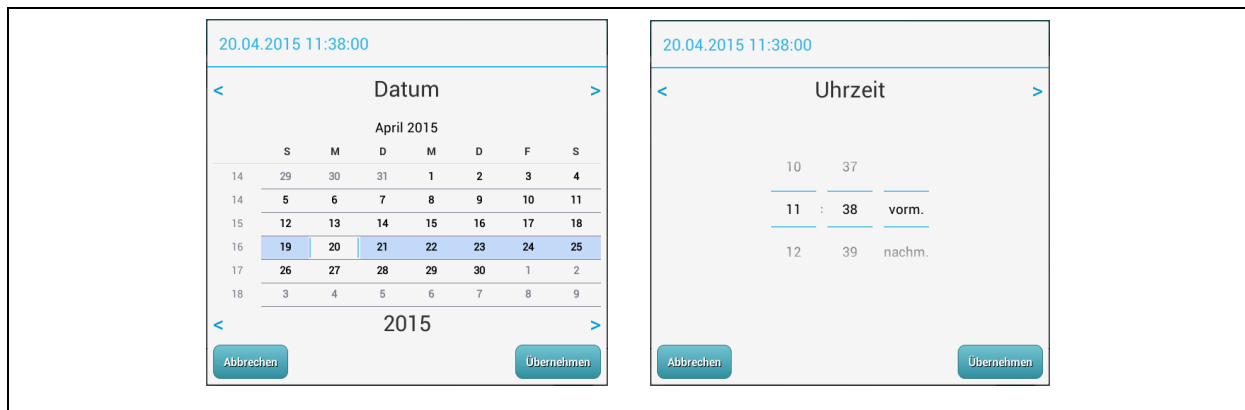 20.04.2015 11:38:00
< Datum >
April 2015
S M D M D F S
14 29 30 31 1 2 3 4
14 5 6 7 8 9 10 11
15 12 13 14 15 16 17 18
16 19 20 21 22 23 24 25
17 26 27 28 29 30 1 2
18 3 4 5 6 7 8 9
< 2015 >
Abbrechen Übernehmen
20.04.2015 11:38:00
< Uhrzeit >
10 37
11 : 38 vorm.
12 39 nachm.
Abbrechen Übernehmen